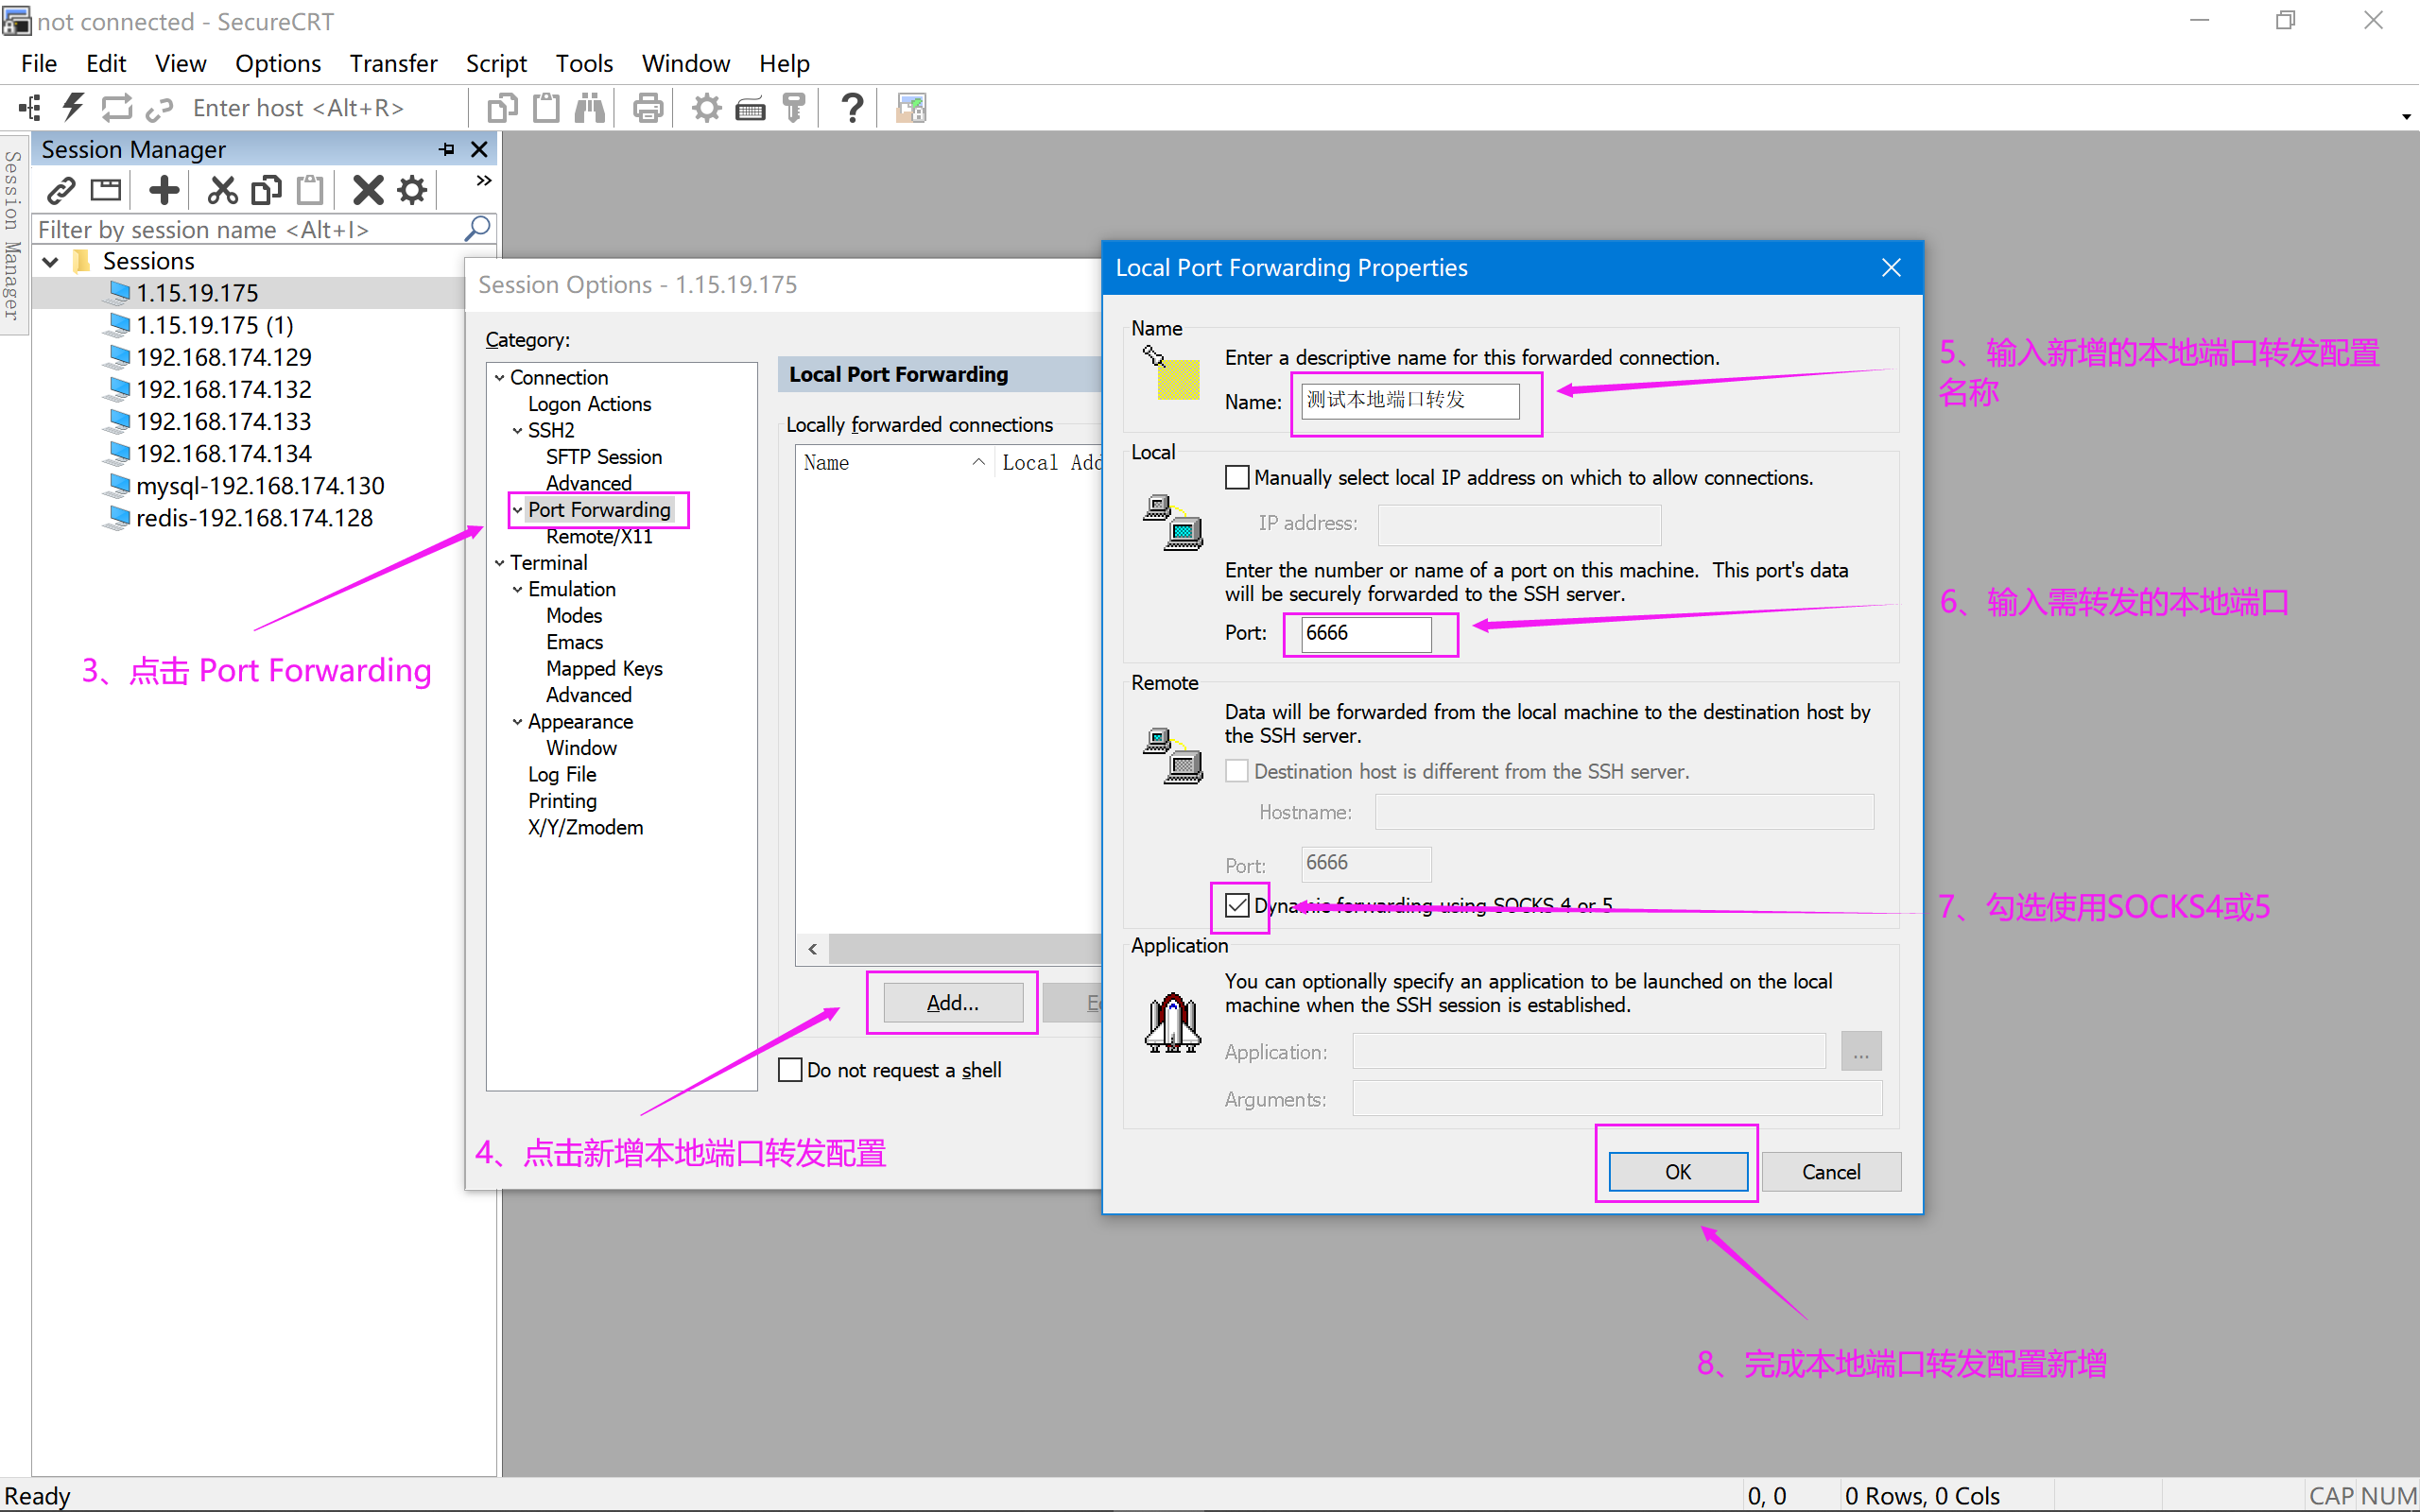 not connected - SecureCRT
File Edit View Options Transfer Script Tools Window Help
Enter host <Alt+R>
Session Manager
Session Manager
Filter by session name <Alt+I>
Sessions
1.15.19.175
1.15.19.175 (1)
192.168.174.129
192.168.174.132
192.168.174.133
192.168.174.134
mysql-192.168.174.130
redis-192.168.174.128
3、点击 Port Forwarding
Session Options - 1.15.19.175
Category:
Connection
Logon Actions
SSH2
SFTP Session
Advanced
Port Forwarding
Remote/X11
Terminal
Emulation
Modes
Emacs
Mapped Keys
Advanced
Appearance
Window
Log File
Printing
X/Y/Zmodem
Local Port Forwarding
Locally forwarded connections
Name Local Add
Add...
Do not request a shell
4、点击新增本地端口转发配置
Local Port Forwarding Properties
Name
Enter a descriptive name for this forwarded connection.
Name: 测试本地端口转发
5、输入新增的本地端口转发配置
名称
Local
Manually select local IP address on which to allow connections.
IP address:
Enter the number or name of a port on this machine. This port's data
will be securely forwarded to the SSH server.
Port: 6666
6、输入需转发的本地端口
Remote
Data will be forwarded from the local machine to the destination host by
the SSH server.
Destination host is different from the SSH server.
Hostname:
Port: 6666
Dynamic forwarding using SOCKS 4 or 5
7、勾选使用SOCKS4或5
Application
You can optionally specify an application to be launched on the local
machine when the SSH session is established.
Application: ...
Arguments:
OK Cancel
8、完成本地端口转发配置新增
Ready 0, 0 0 Rows, 0 Cols CAP NUM